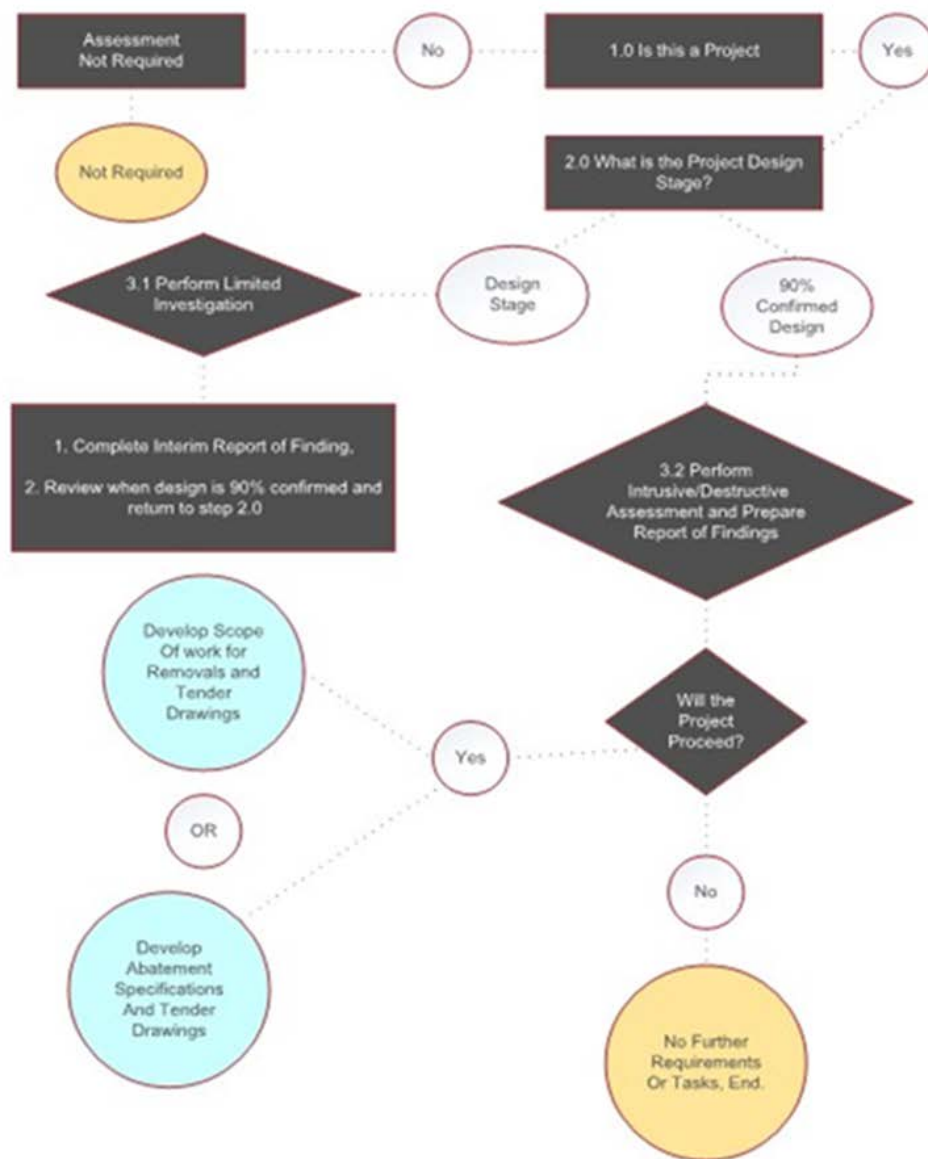 Assessment
Not Required
No
1.0 Is this a Project
Yes
Not Required
2.0 What is the Project Design
Stage?
3.1 Perform Limited
Investigation
Design
Stage
90%
Confirmed
Design
1. Complete Interim Report of Finding,
2. Review when design is 90% confirmed and
return to step 2.0
3.2 Perform
Intrusive/Destructive
Assessment and Prepare
Report of Findings
Develop Scope
Of work for
Removals and
Tender
Drawings
Will the
Project
Proceed?
Yes
OR
No
Develop
Abatement
Specifications
And Tender
Drawings
No Further
Requirements
Or Tasks, End.